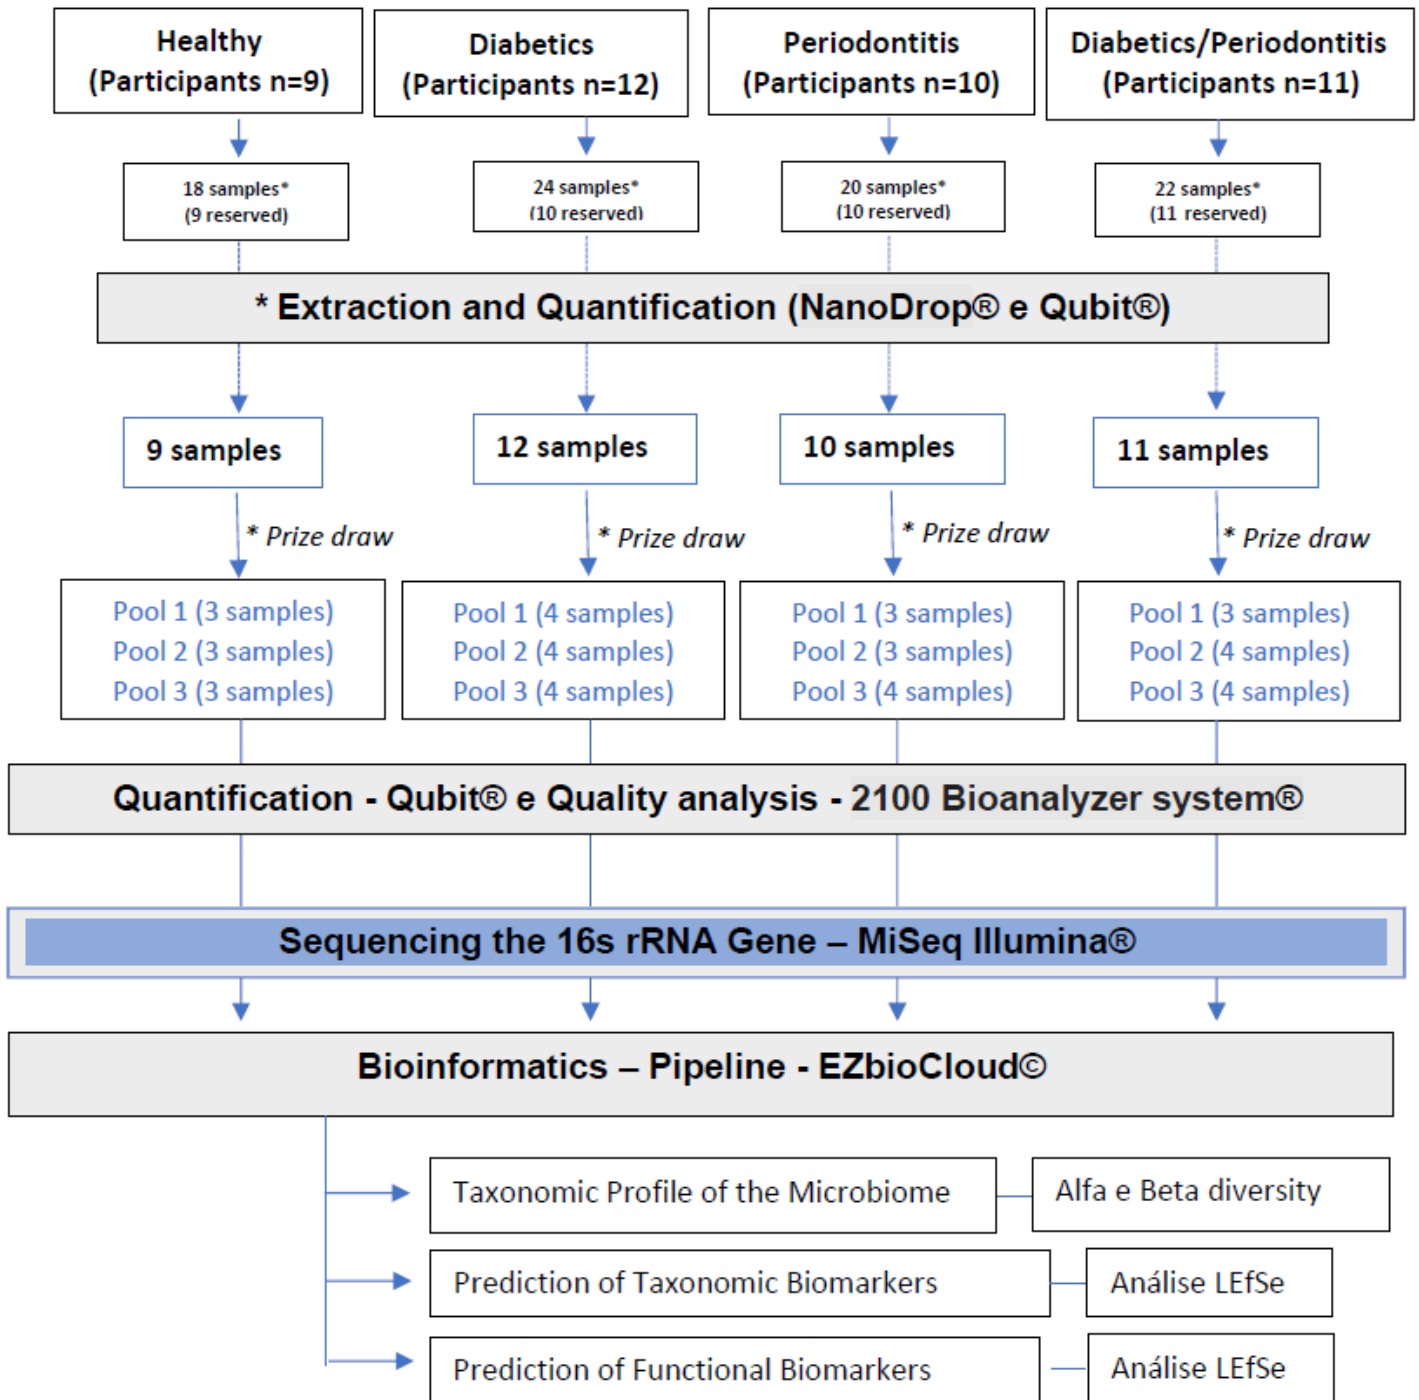 Healthy
(Participants n=9)
Diabetics
(Participants n=12)
Periodontitis
(Participants n=10)
Diabetics/Periodontitis
(Participants n=11)
18 samples*
(9 reserved)
24 samples*
(10 reserved)
20 samples*
(10 reserved)
22 samples*
(11 reserved)
* Extraction and Quantification (NanoDrop® e Qubit®)
9 samples
12 samples
10 samples
11 samples
* Prize draw
* Prize draw
* Prize draw
* Prize draw
Pool 1 (3 samples)
Pool 2 (3 samples)
Pool 3 (3 samples)
Pool 1 (4 samples)
Pool 2 (4 samples)
Pool 3 (4 samples)
Pool 1 (3 samples)
Pool 2 (3 samples)
Pool 3 (4 samples)
Pool 1 (3 samples)
Pool 2 (4 samples)
Pool 3 (4 samples)
Quantification - Qubit® e Quality analysis - 2100 Bioanalyzer system®
Sequencing the 16s rRNA Gene – MiSeq Illumina®
Bioinformatics – Pipeline - EZbioCloud©
Taxonomic Profile of the Microbiome
Alfa e Beta diversity
Prediction of Taxonomic Biomarkers
Análise LEfSe
Prediction of Functional Biomarkers
Análise LEfSe